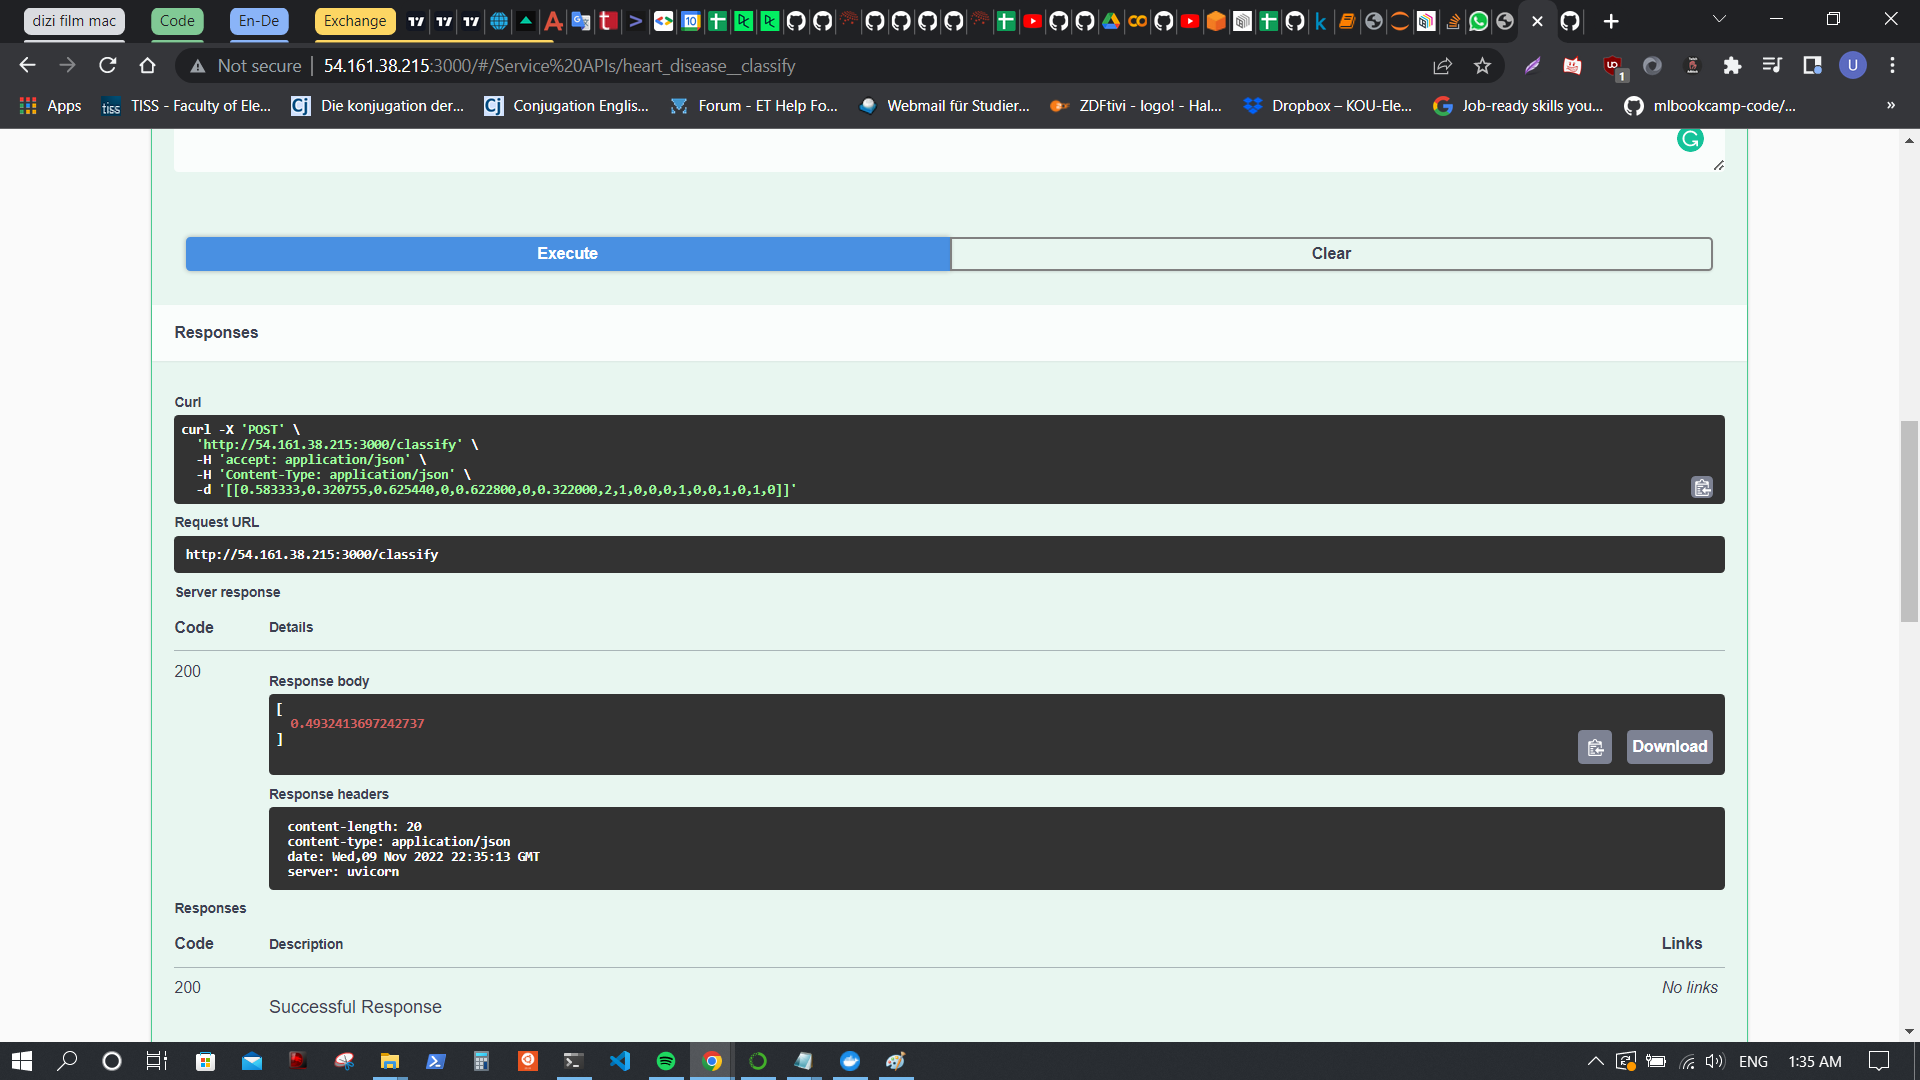 dizi film mac
Code
En-De
Exchange
Not secure
54.161.38.215:3000/#/Service%20APIs/heart_disease__classify
1
U
Apps
tiss
TISS - Faculty of Ele...
Cj
Die konjugation der...
Cj
Conjugation Englis...
Forum - ET Help Fo...
Webmail für Studier...
ZDFtivi - logo! - Hal...
Dropbox – KOU-Ele...
Job-ready skills you...
mlbookcamp-code/...
»
Execute
Clear
Responses
Curl
curl -X 'POST' \
'http://54.161.38.215:3000/classify' \
-H 'accept: application/json' \
-H 'Content-Type: application/json' \
-d '[[0.583333,0.320755,0.625440,0,0.622800,0,0.322000,2,1,0,0,0,1,0,0,1,0,1,0]]'
Request URL
http://54.161.38.215:3000/classify
Server response
Code
Details
200
Response body
[
0.4932413697242737
]
Download
Response headers
content-length: 20
content-type: application/json
date: Wed,09 Nov 2022 22:35:13 GMT
server: uvicorn
Responses
Code
Description
Links
200
No links
Successful Response
ENG
1:35 AM